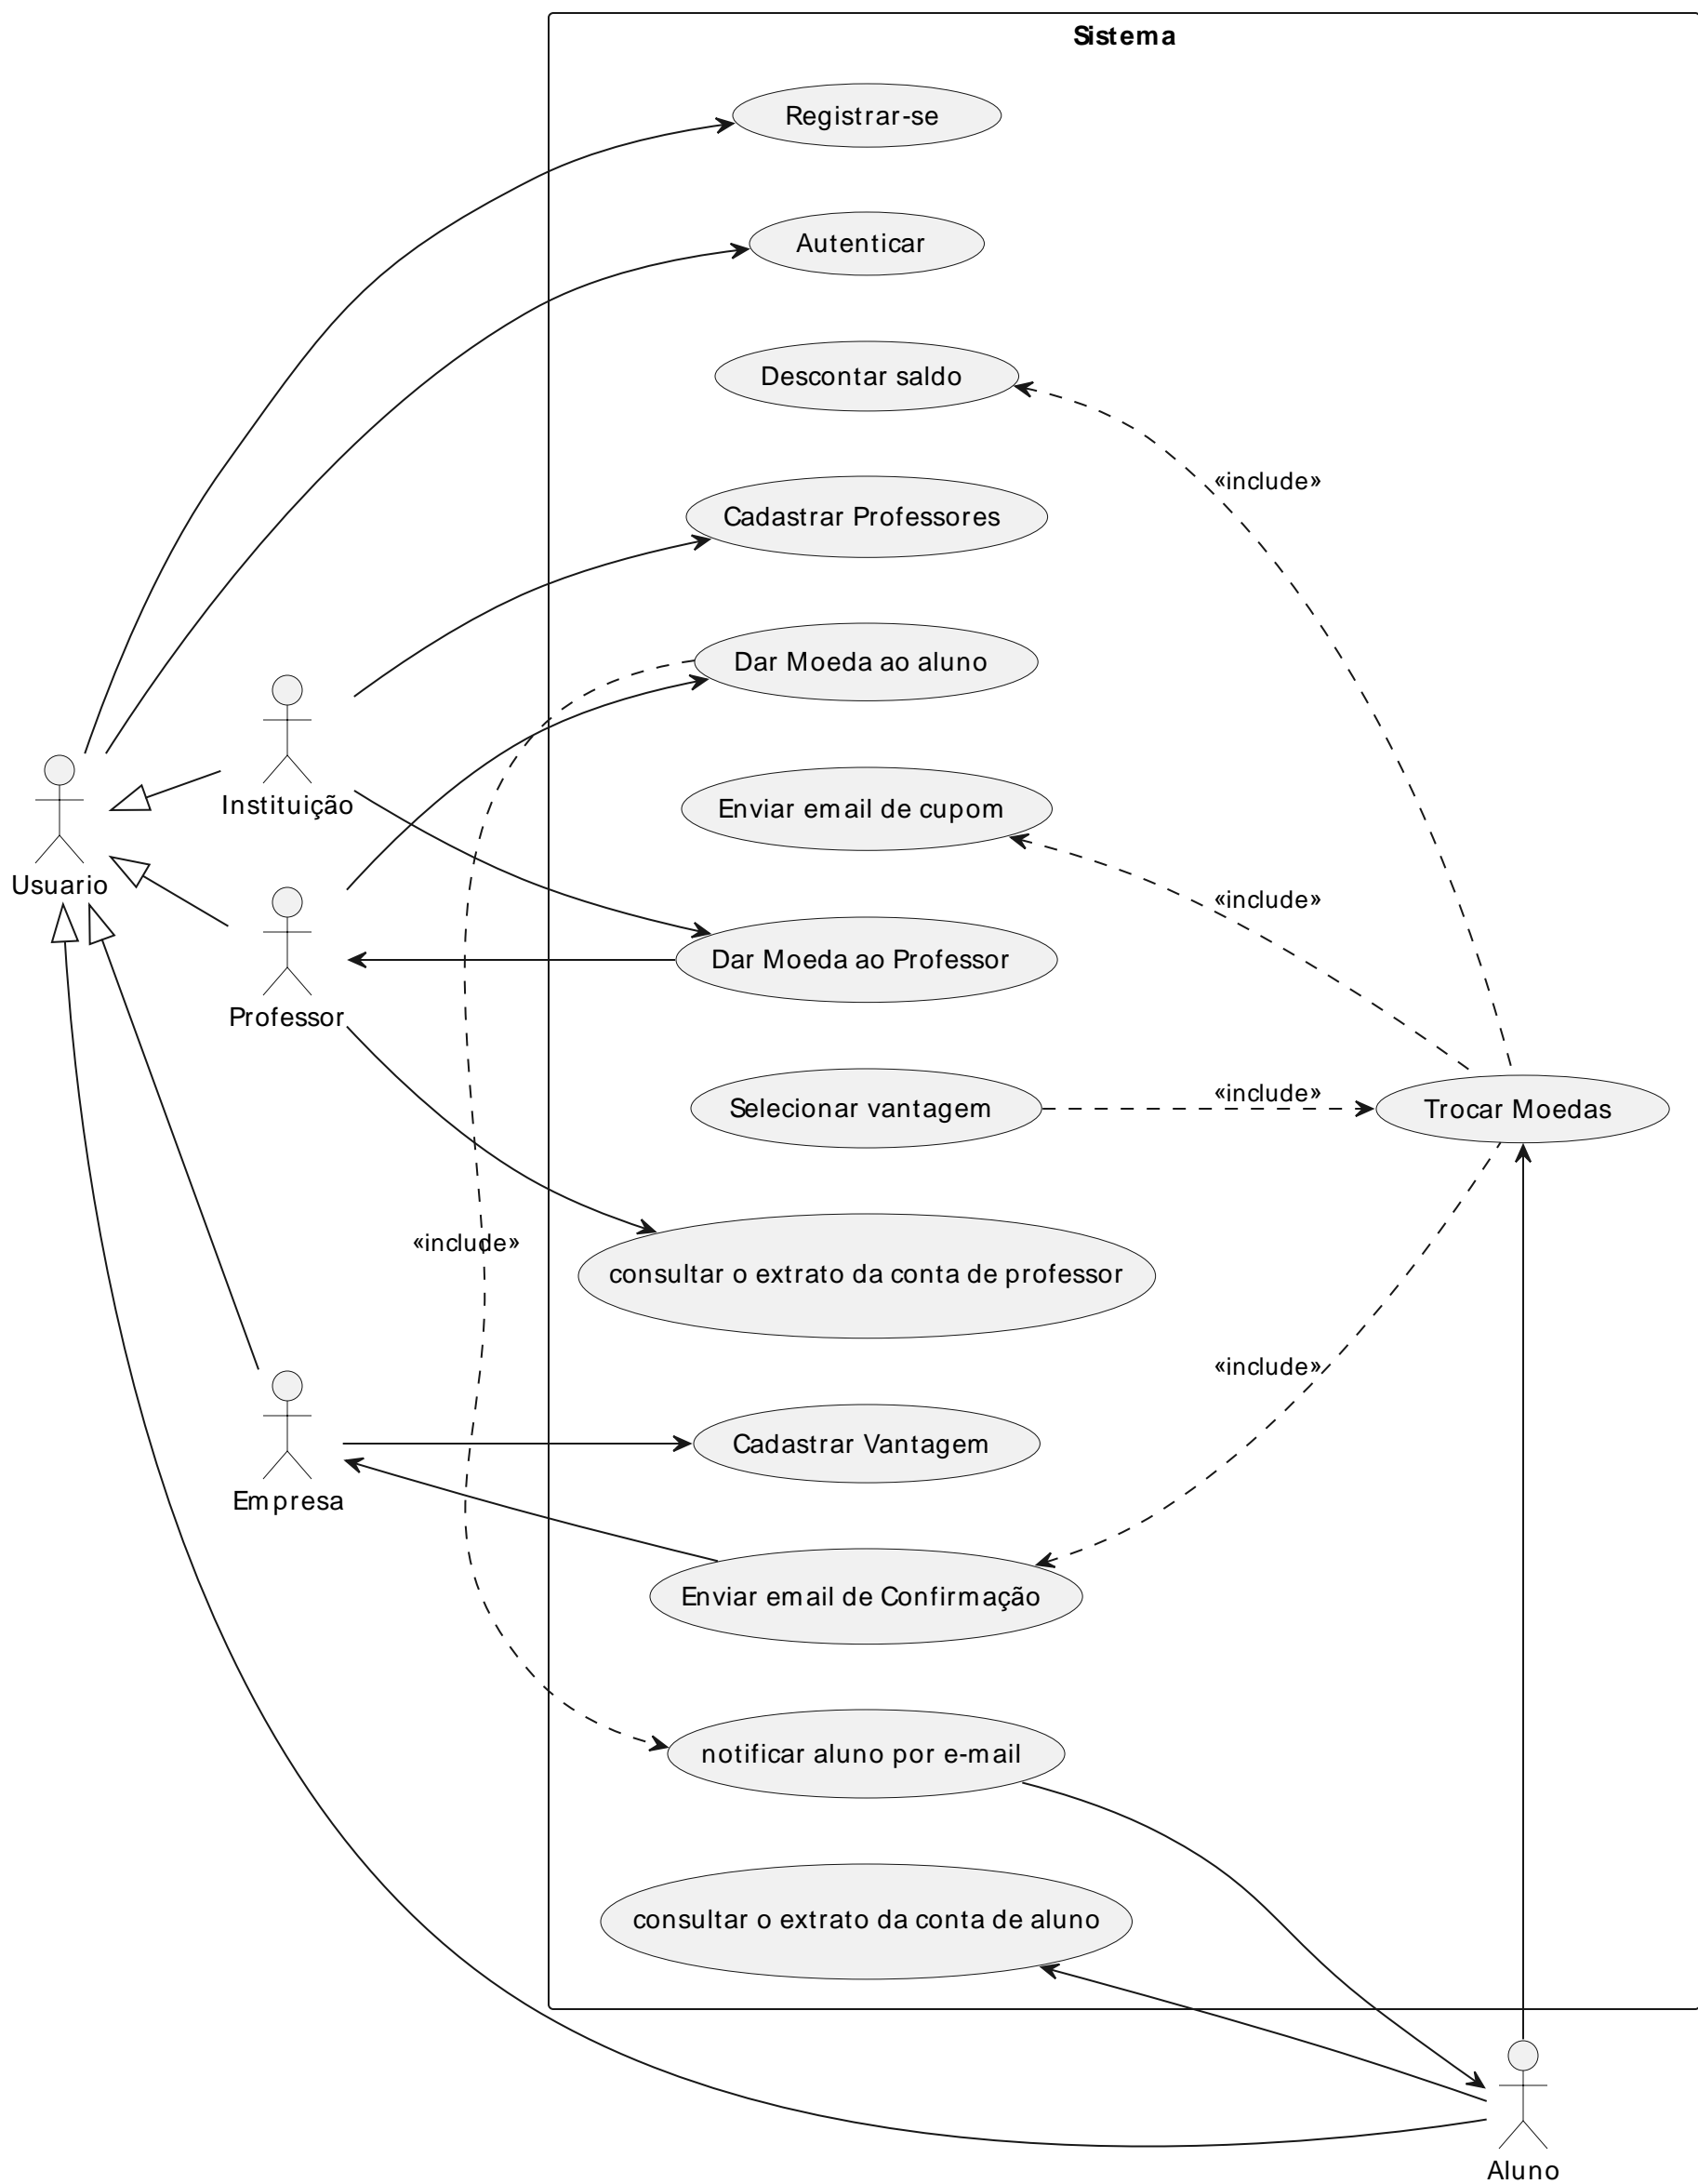 Sistema
Registrar-se
Autenticar
Descontar saldo
«include»
Cadastrar Professores
Dar Moeda ao aluno
Instituição
Enviar email de cupom
Usuario
«include»
Dar Moeda ao Professor
Professor
Selecionar vantagem
«include»
Trocar Moedas
«include»
consultar o extrato da conta de professor
«include»
Cadastrar Vantagem
Empresa
Enviar email de Confirmação
notificar aluno por e-mail
consultar o extrato da conta de aluno
Aluno